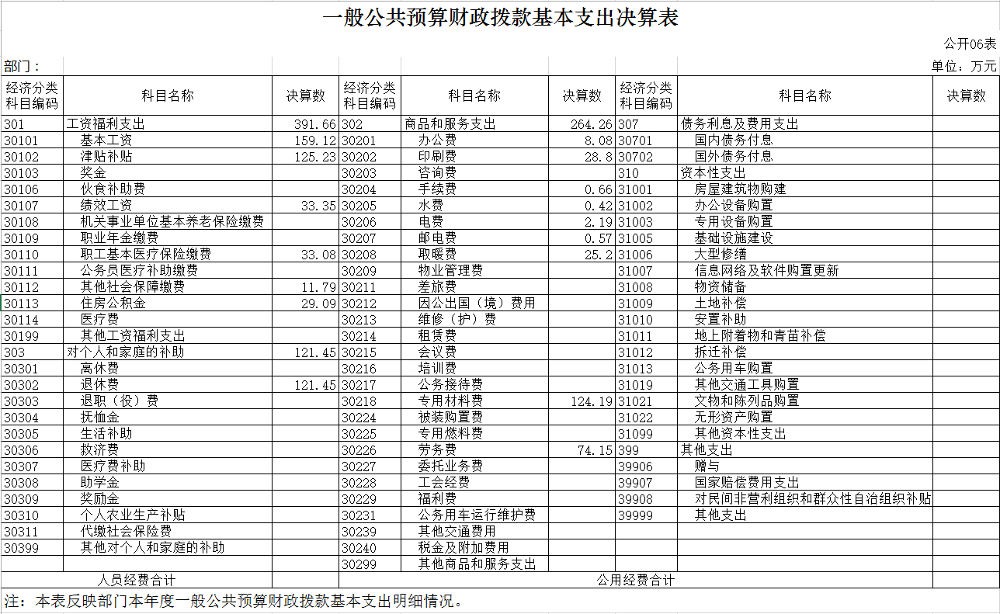 一般公共预算财政拨款基本支出决算表
公开06表
部门： 单位：万元
经济分类科目编码 科目名称 决算数 经济分类科目编码 科目名称 决算数 经济分类科目编码 科目名称 决算数
301 工资福利支出 391.66 302 商品和服务支出 264.26 307 债务利息及费用支出
30101 基本工资 159.12 30201 办公费 8.08 30701 国内债务付息
30102 津贴补贴 125.23 30202 印刷费 28.8 30702 国外债务付息
30103 奖金 30203 咨询费 310 资本性支出
30106 伙食补助费 30204 手续费 0.66 31001 房屋建筑物购建
30107 绩效工资 33.35 30205 水费 0.42 31002 办公设备购置
30108 机关事业单位基本养老保险缴费 30206 电费 2.19 31003 专用设备购置
30109 职业年金缴费 30207 邮电费 0.57 31005 基础设施建设
30110 职工基本医疗保险缴费 33.08 30208 取暖费 25.2 31006 大型修缮
30111 公务员医疗补助缴费 30209 物业管理费 31007 信息网络及软件购置更新
30112 其他社会保障缴费 11.79 30211 差旅费 31008 物资储备
30113 住房公积金 29.09 30212 因公出国（境）费用 31009 土地补偿
30114 医疗费 30213 维修（护）费 31010 安置补助
30199 其他工资福利支出 30214 租赁费 31011 地上附着物和青苗补偿
303 对个人和家庭的补助 121.45 30215 会议费 31012 拆迁补偿
30301 离休费 30216 培训费 31013 公务用车购置
30302 退休费 121.45 30217 公务接待费 31019 其他交通工具购置
30303 退职（役）费 30218 专用材料费 124.19 31021 文物和陈列品购置
30304 抚恤金 30224 被装购置费 31022 无形资产购置
30305 生活补助 30225 专用燃料费 31099 其他资本性支出
30306 救济费 30226 劳务费 74.15 399 其他支出
30307 医疗费补助 30227 委托业务费 39906 赠与
30308 助学金 30228 工会经费 39907 国家赔偿费用支出
30309 奖励金 30229 福利费 39908 对民间非营利组织和群众性自治组织补贴
30310 个人农业生产补贴 30231 公务用车运行维护费 39999 其他支出
30311 代缴社会保险费 30239 其他交通费用
30399 其他对个人和家庭的补助 30240 税金及附加费用
30299 其他商品和服务支出
人员经费合计 公用经费合计
注：本表反映部门本年度一般公共预算财政拨款基本支出明细情况。